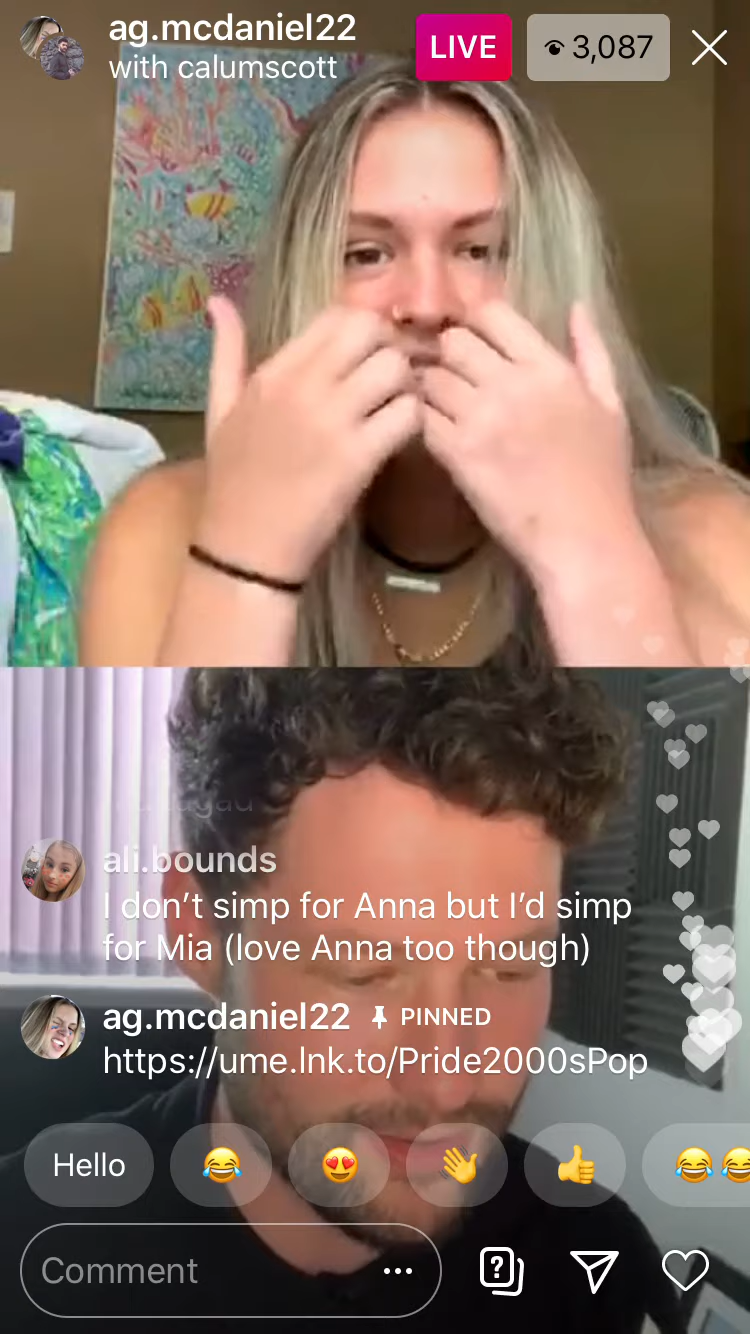 ag.mcdaniel22
with calumscott
LIVE
3,087
ali.bounds
I don’t simp for Anna but I’d simp
for Mia (love Anna too though)
ag.mcdaniel22 PINNED
https://ume.lnk.to/Pride2000sPop
Hello
Comment